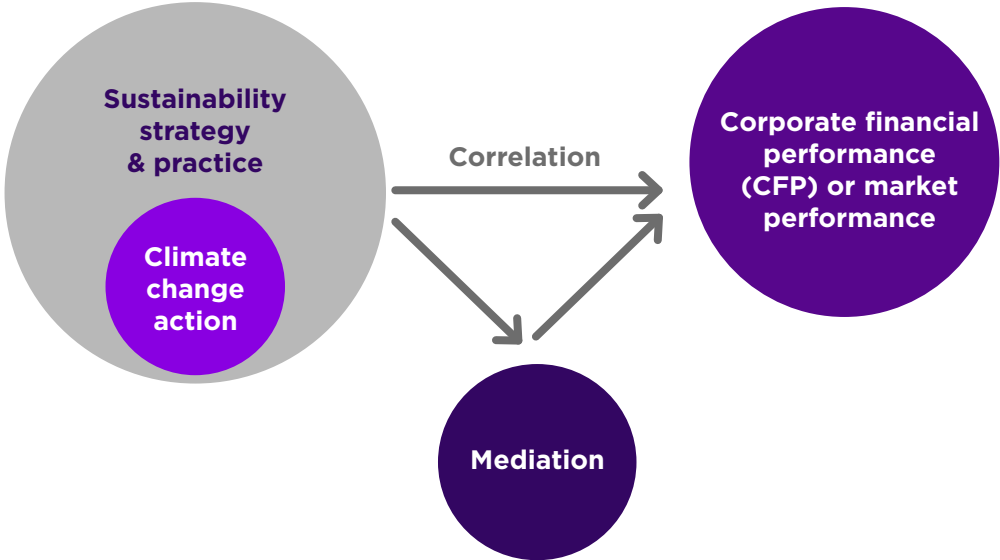 Sustainability
strategy
& practice
Climate
change
action
Correlation
Corporate financial
performance
(CFP) or market
performance
Mediation